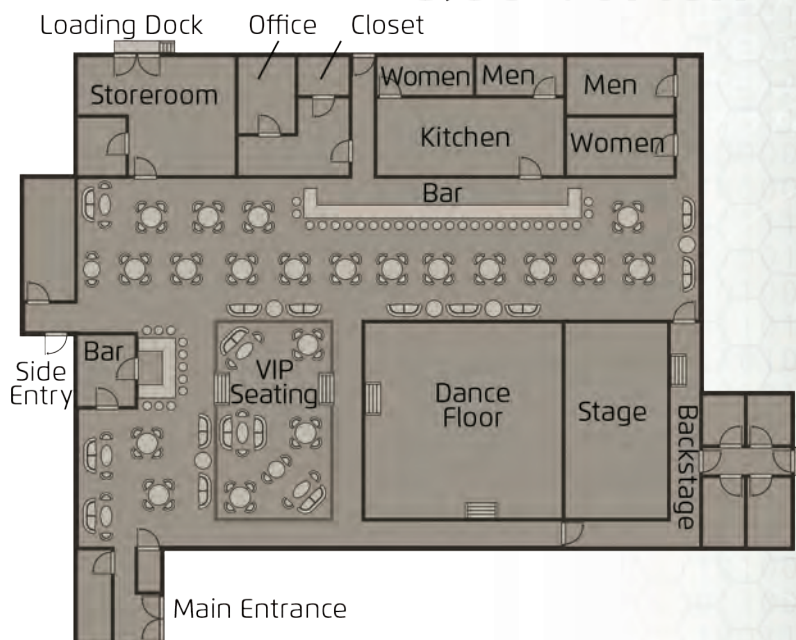 Loading Dock
Office
Closet
Storeroom
Women
Men
Men
Kitchen
Women
Bar
Bar
Side
Entry
VIP
Seating
Dance
Floor
Stage
Backstage
Main Entrance